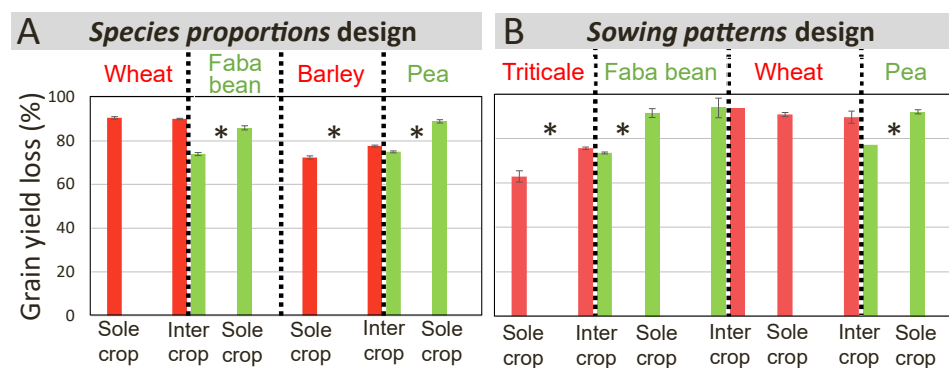 A Species proportions design
Wheat Faba bean Barley Pea
Grain yield loss (%)
100
80
60
40
20
0
* * *
Sole crop Inter crop Sole crop Sole crop Inter crop Sole crop
B Sowing patterns design
Triticale Faba bean Wheat Pea
* * *
Sole crop Inter crop Sole crop Inter crop Sole crop Inter crop Sole crop